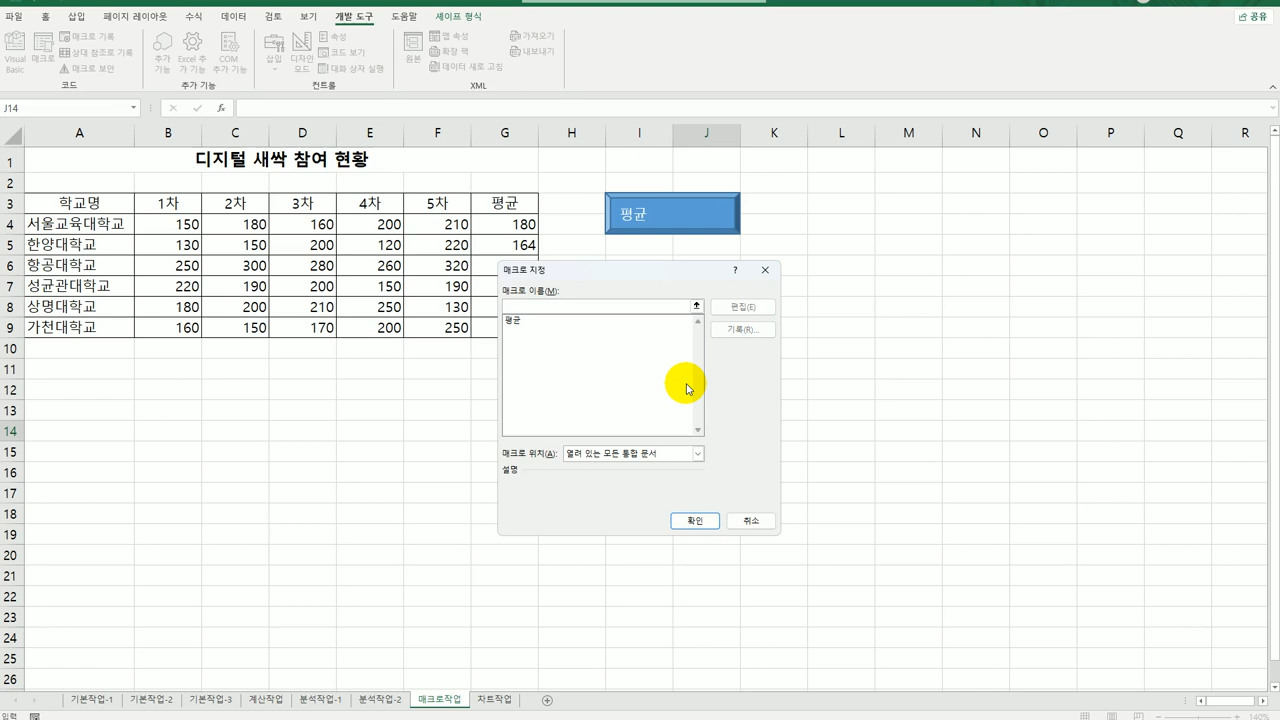 파일 홈 삽입 페이지 레이아웃 수식 데이터 검토 보기 개발 도구 도움말 셰이프 형식 공유
Visual Basic 매크로 매크로 기록 상대 참조로 기록 매크로 보안
추가 기능 Excel 추가 기능 COM 추가 기능
삽입 디자인 모드 속성 코드 보기 대화 상자 실행
원본 맵 속성 확장 팩 데이터 새로 고침 가져오기 내보내기
코드 추가 기능 컨트롤 XML
J14 fx
A B C D E F G H I J K L M N O P Q R
1 디지털 새싹 참여 현황
2
3 학교명 1차 2차 3차 4차 5차 평균
4 서울교육대학교 150 180 160 200 210 180
5 한양대학교 130 150 200 120 220 164
6 항공대학교 250 300 280 260 320
7 성균관대학교 220 190 200 150 190
8 상명대학교 180 200 210 250 130
9 가천대학교 160 150 170 200 250
10
11
12
13
14
15
16
17
18
19
20
21
22
23
24
25
26
평균
매크로 지정 ?
매크로 이름(M):
편집(E)
평균
기록(R)...
매크로 위치(A): 열려 있는 모든 통합 문서
설명
확인 취소
기본작업-1 기본작업-2 기본작업-3 계산작업 분석작업-1 분석작업-2 매크로작업 차트작업
입력 140%